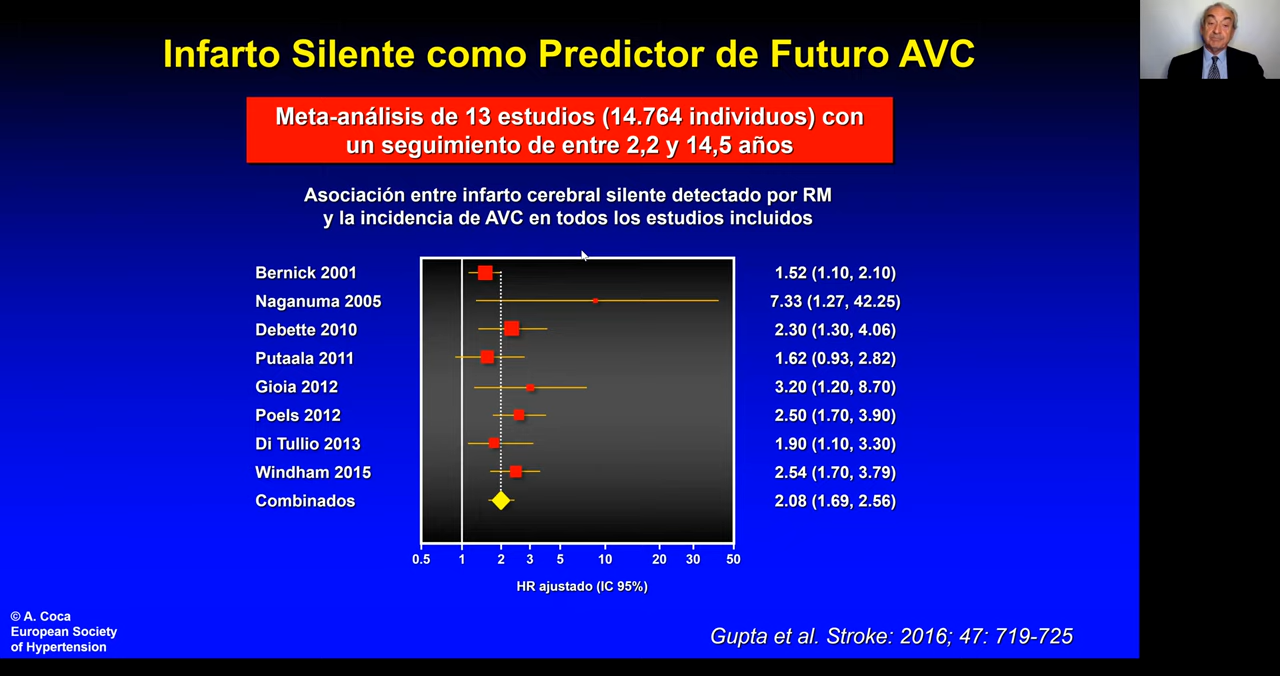 Infarto Silente como Predictor de Futuro AVC
Meta-análisis de 13 estudios (14.764 individuos) con
un seguimiento de entre 2,2 y 14,5 años
Asociación entre infarto cerebral silente detectado por RM
y la incidencia de AVC en todos los estudios incluidos
Bernick 2001 1.52 (1.10, 2.10)
Naganuma 2005 7.33 (1.27, 42.25)
Debette 2010 2.30 (1.30, 4.06)
Putaala 2011 1.62 (0.93, 2.82)
Gioia 2012 3.20 (1.20, 8.70)
Poels 2012 2.50 (1.70, 3.90)
Di Tullio 2013 1.90 (1.10, 3.30)
Windham 2015 2.54 (1.70, 3.79)
Combinados 2.08 (1.69, 2.56)
0.5 1 2 3 5 10 20 30 50
HR ajustado (IC 95%)
© A. Coca
European Society
of Hypertension
Gupta et al. Stroke: 2016; 47: 719-725